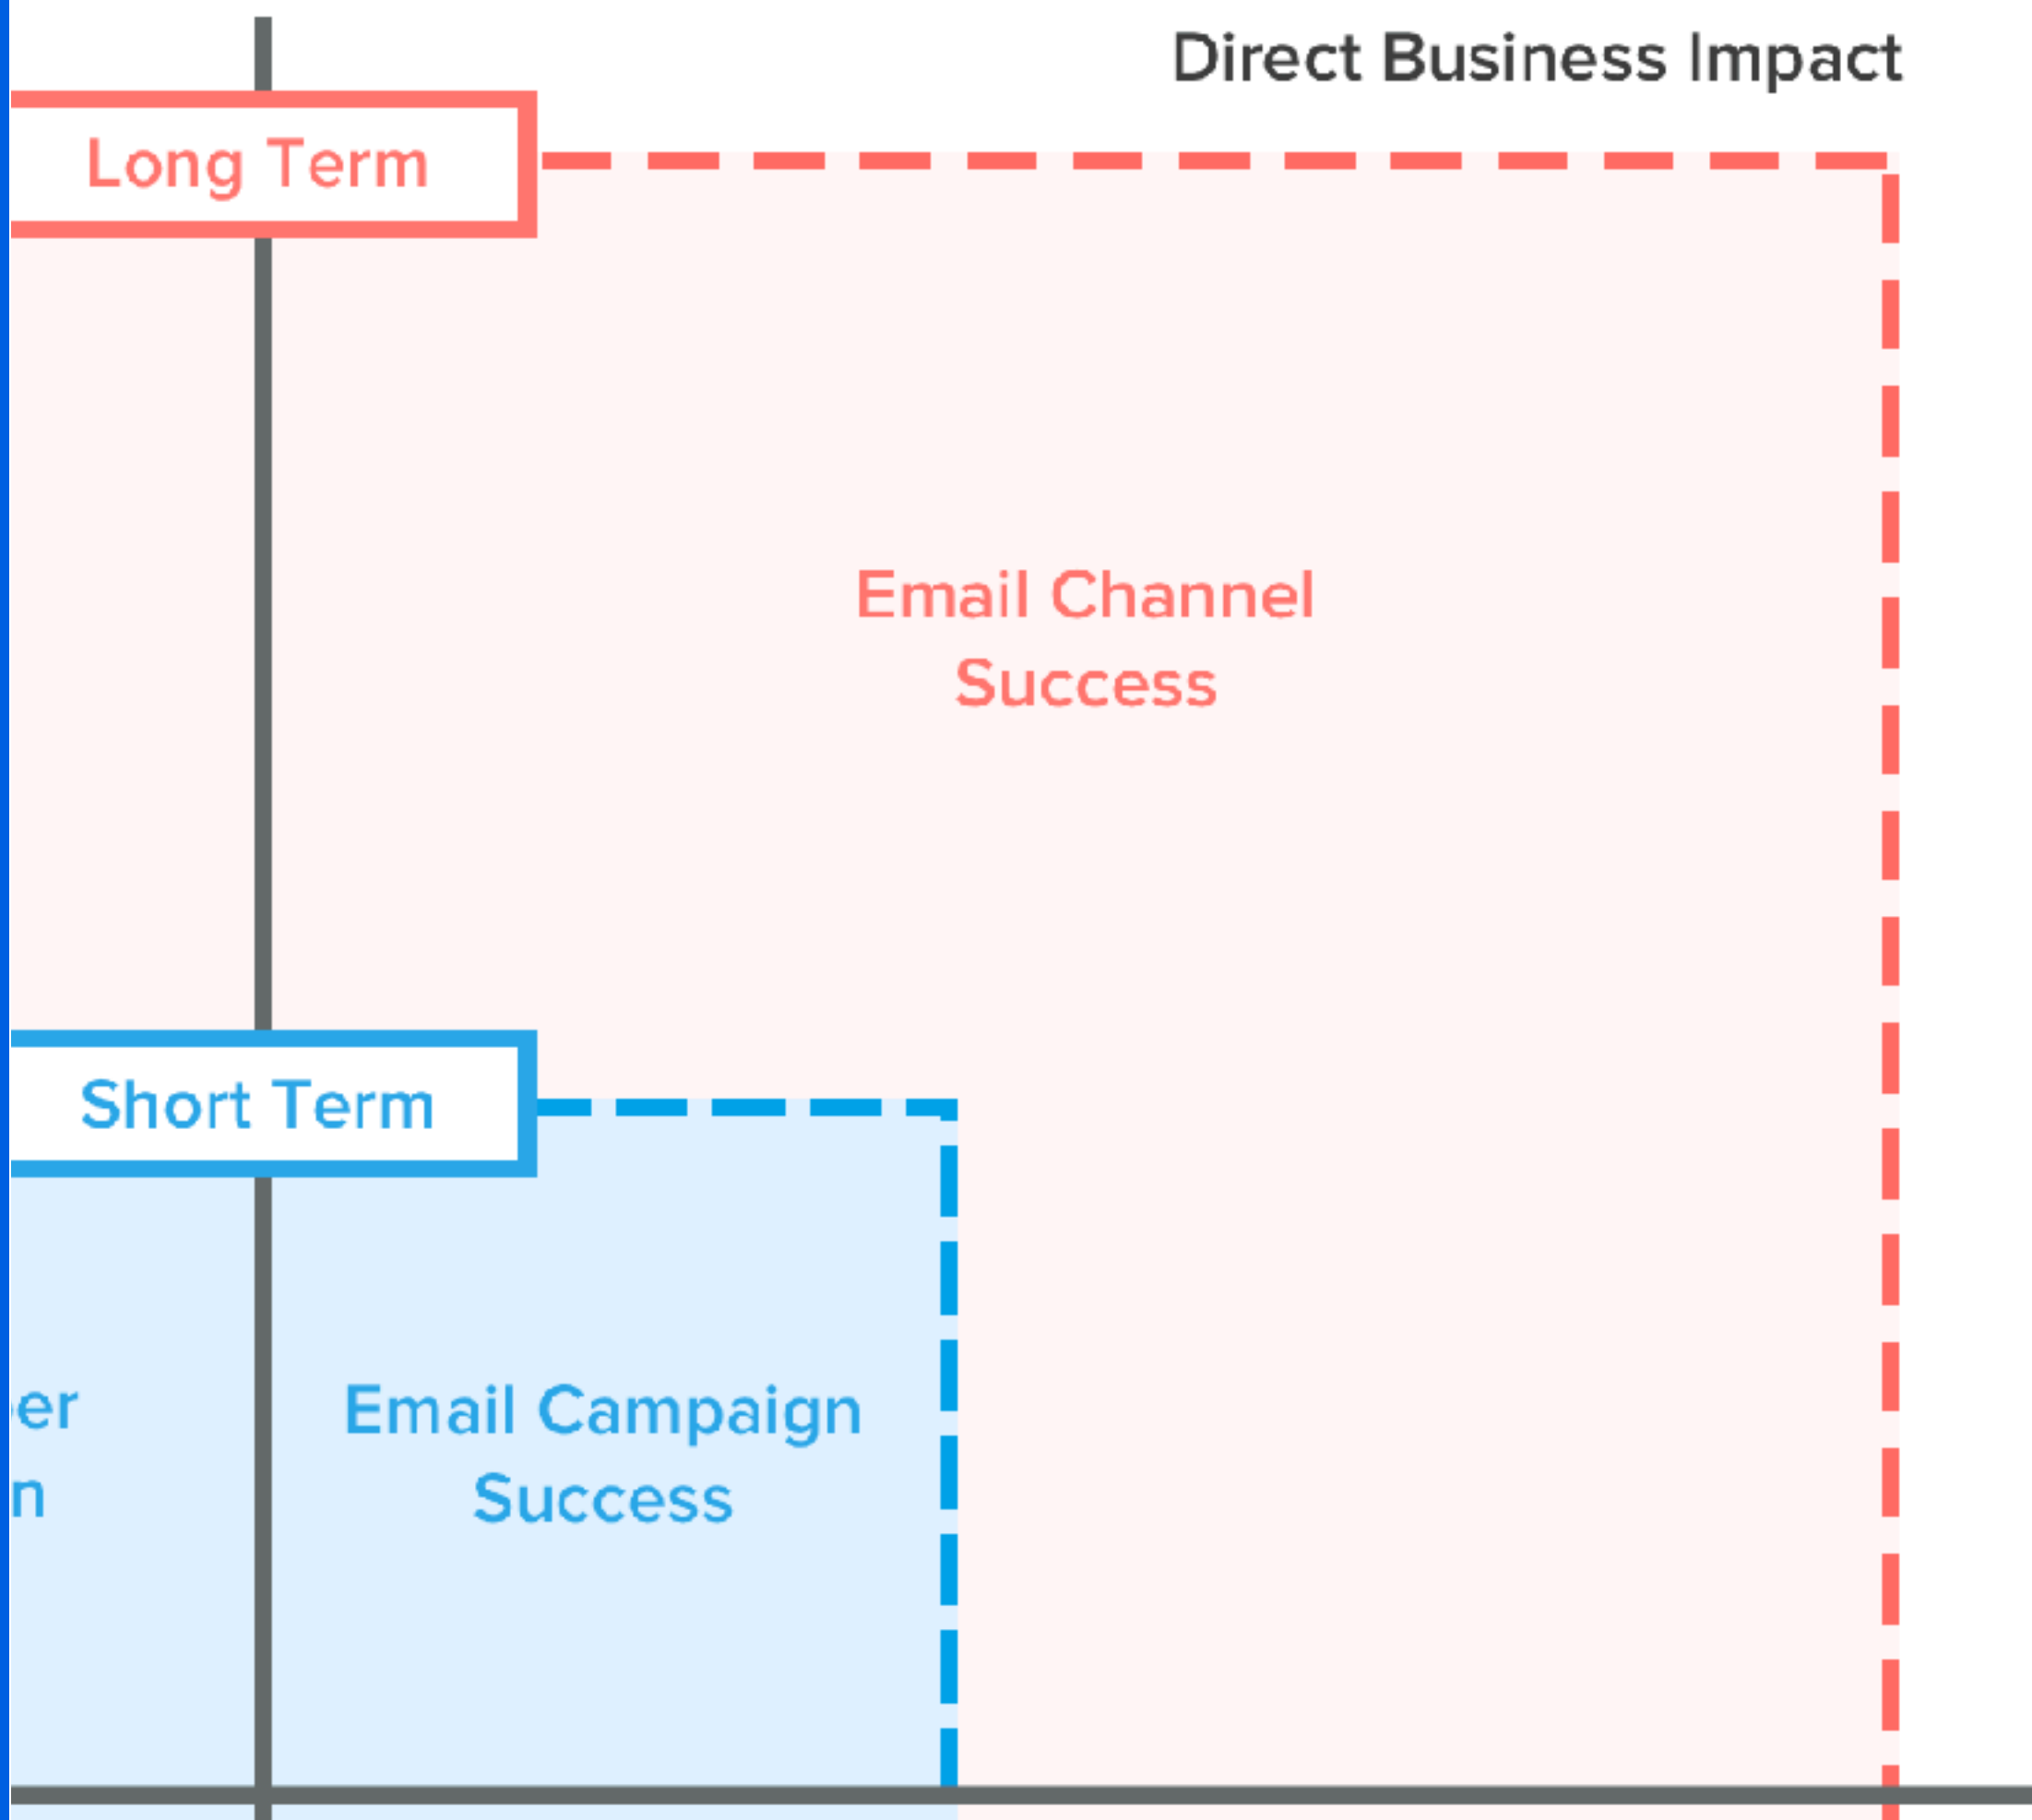 Direct Business Impact
Long Term
Email Channel
Success
Short Term
Email Campaign
Success